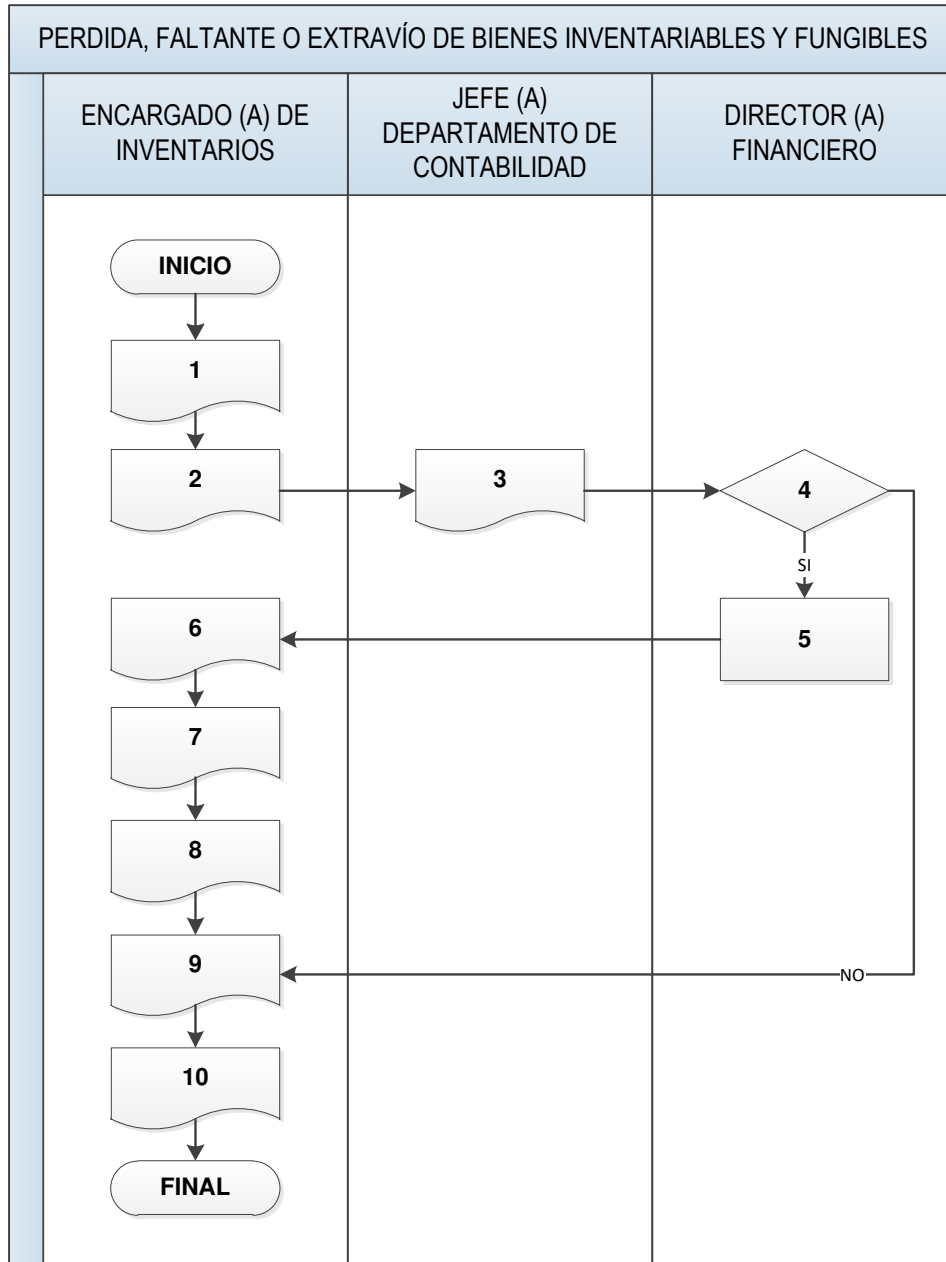 PERDIDA, FALTANTE O EXTRAVÍO DE BIENES INVENTARIABLES Y FUNGIBLES
ENCARGADO (A) DE
INVENTARIOS
JEFE (A)
DEPARTAMENTO DE
CONTABILIDAD
DIRECTOR (A)
FINANCIERO
INICIO
1
2
3
4
SI
5
6
7
8
9
NO
10
FINAL